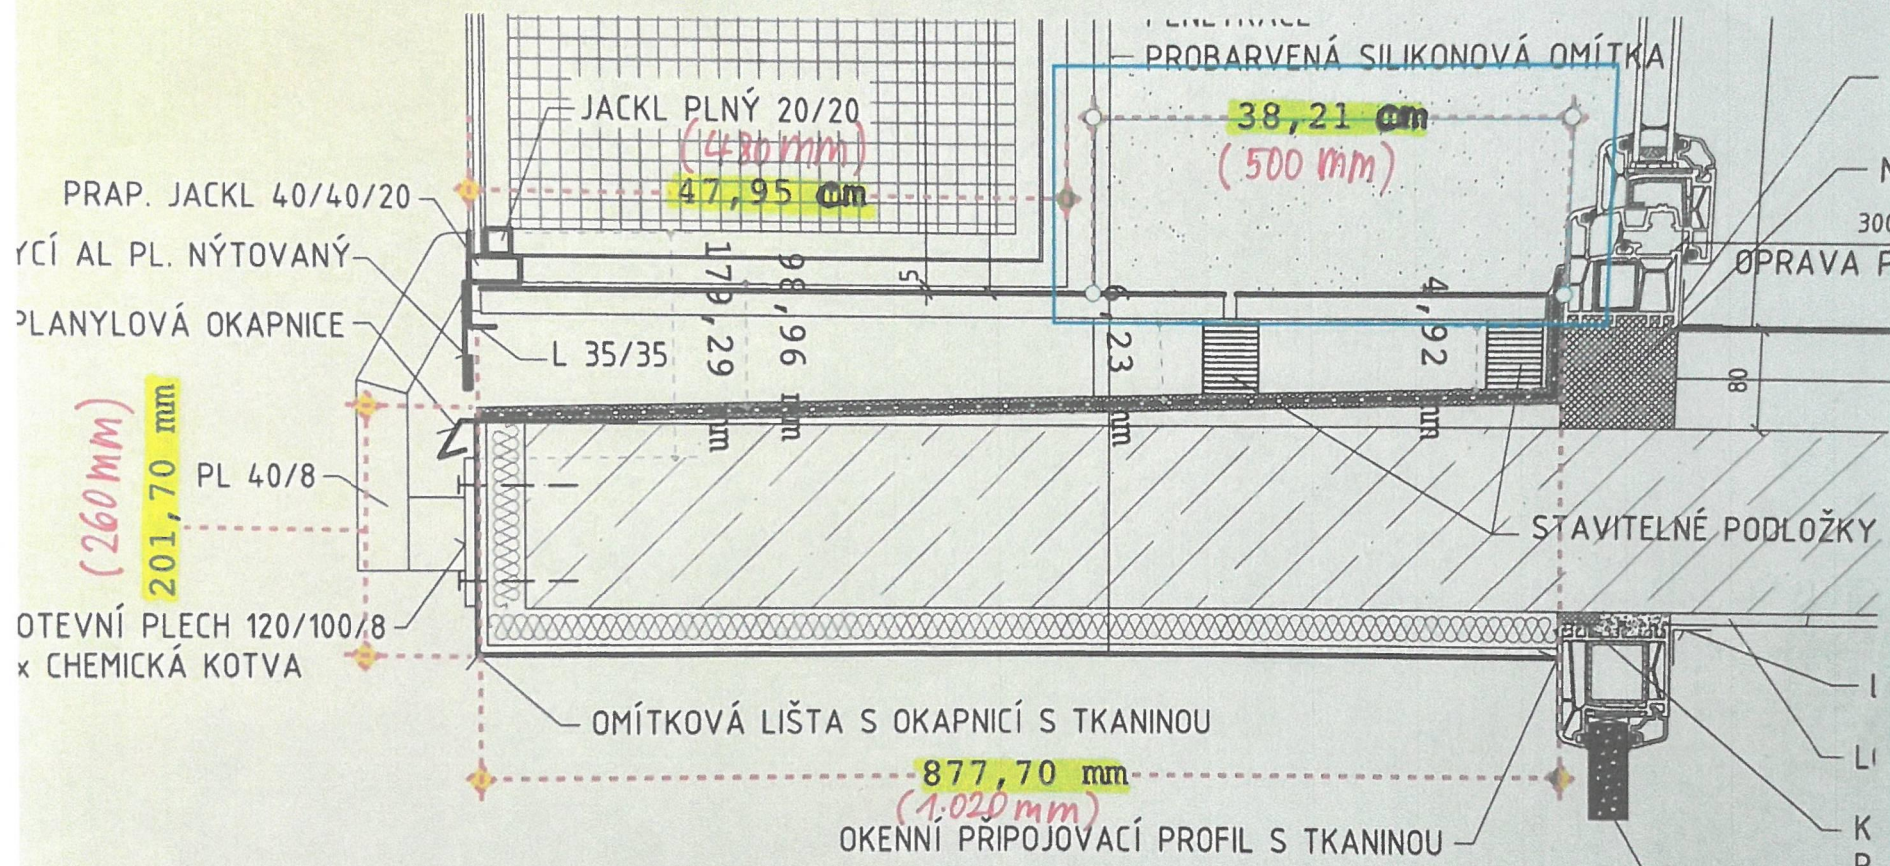 PENETRACE
PROBARVENÁ SILIKONOVÁ OMÍTKA
JACKL PLNÝ 20/20
(480 mm)
47,95 cm
38,21 cm
(500 mm)
PRAP. JACKL 40/40/20
YCÍ AL PL. NÝTOVANÝ
PLANYLOVÁ OKAPNICE
L 35/35
179,29 mm
98,96 mm
5
6,23 mm
4,92 mm
300
OPRAVA
80
(260 mm)
201,70 mm
PL 40/8
STAVITELNÉ PODLOŽKY
OTEVNÍ PLECH 120/100/8
x CHEMICKÁ KOTVA
OMÍTKOVÁ LIŠTA S OKAPNICÍ S TKANINOU
877,70 mm
(1.020 mm)
OKENNÍ PŘIPOJOVACÍ PROFIL S TKANINOU
K